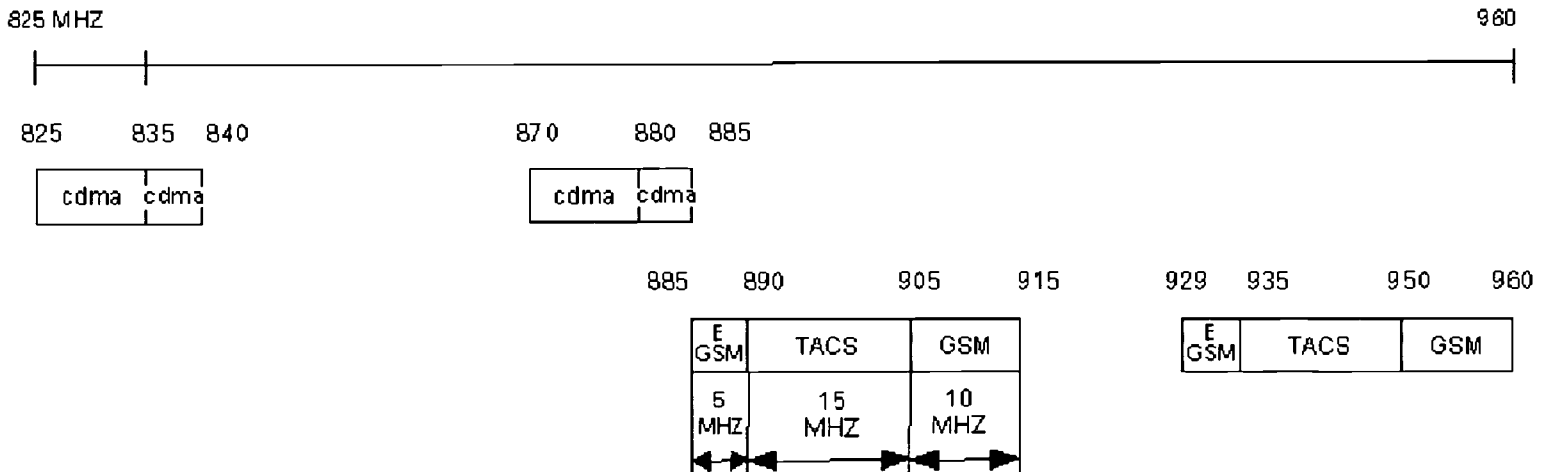 825 MHZ 960
825 835 840 870 880 885
cdma cdma cdma cdma
885 890 905 915 929 935 950 960
E GSM TACS GSM E GSM TACS GSM
5 MHZ 15 MHZ 10 MHZ